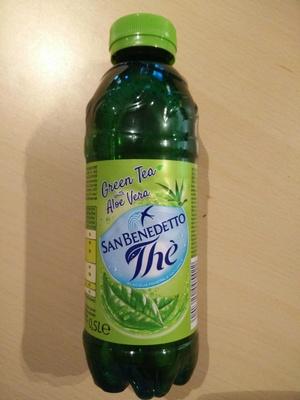 Green Tea
with
Aloe Vera
SAN BENEDETTO
Thè
0,5L e